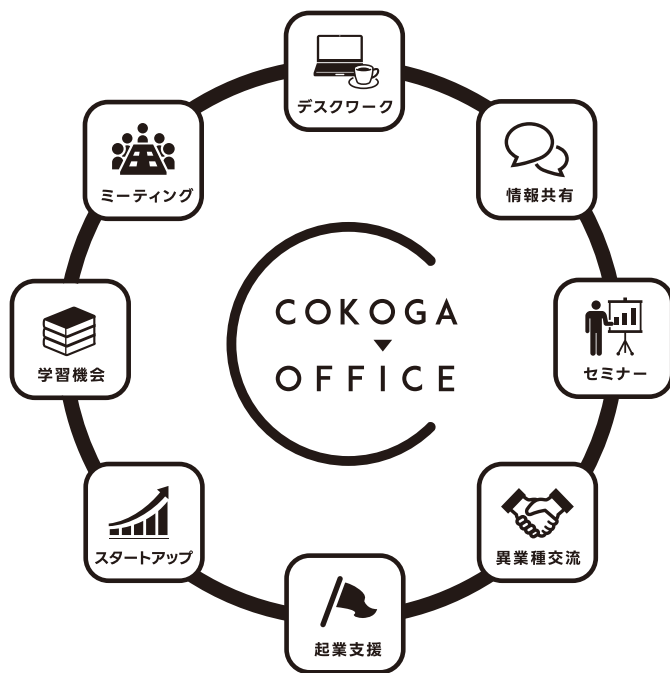 デスクワーク
情報共有
セミナー
異業種交流
起業支援
スタートアップ
学習機会
ミーティング
COKOGA
OFFICE